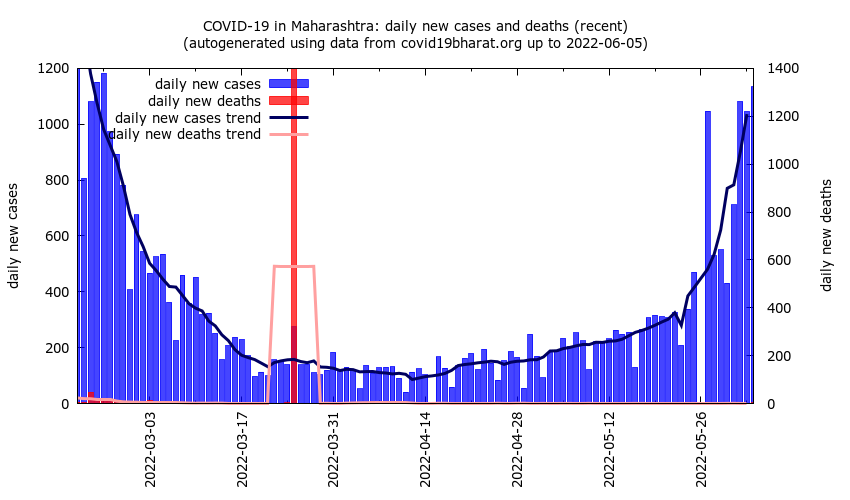 COVID-19 in Maharashtra: daily new cases and deaths (recent)
(autogenerated using data from covid19bharat.org up to 2022-06-05)
daily new cases
daily new deaths
daily new cases trend
daily new deaths trend
1200
1000
800
600
400
200
0
1400
1200
1000
800
600
400
200
0
daily new cases
daily new deaths
2022-03-03
2022-03-17
2022-03-31
2022-04-14
2022-04-28
2022-05-12
2022-05-26